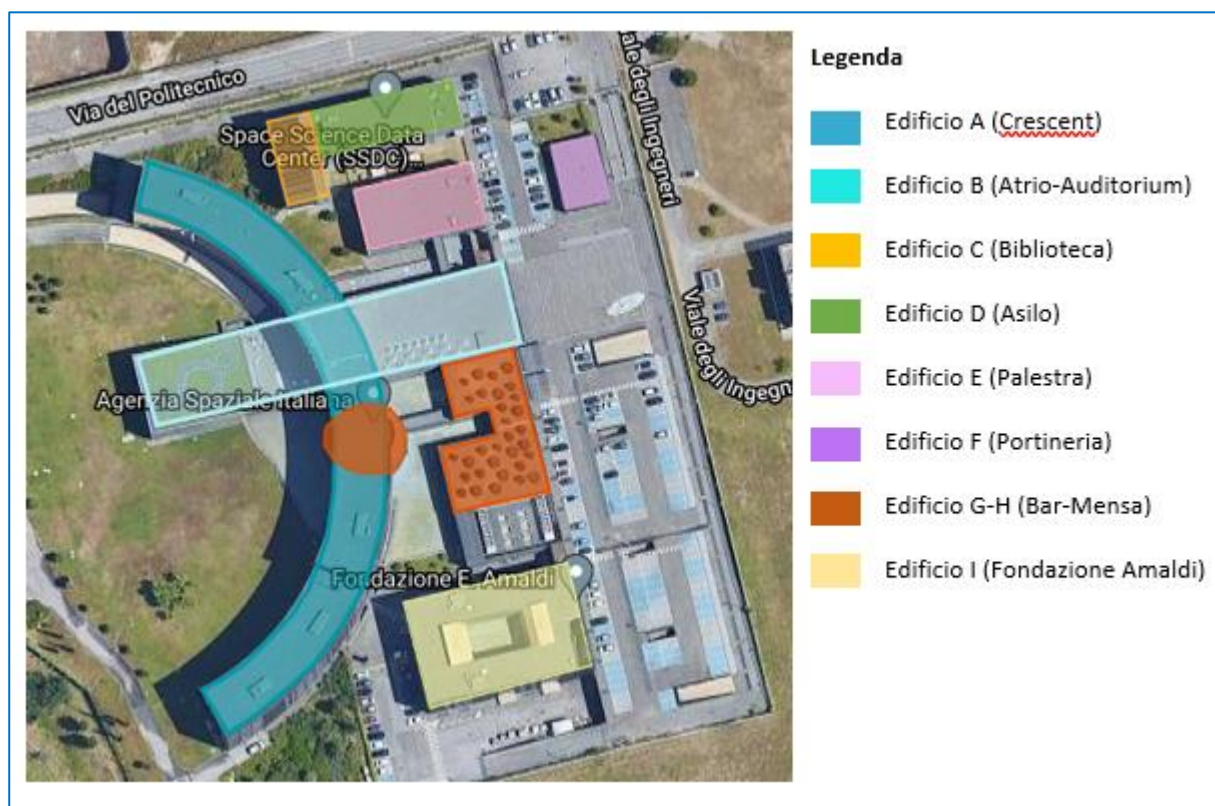 Via del Politecnico
Space Science Data
Center (SSDC)...
ale degli Ingegneri
Viale degli Ingegn
Agenzia Spaziale Italiana
Fondazione E. Amaldi
Legenda
Edificio A (Crescent)
Edificio B (Atrio-Auditorium)
Edificio C (Biblioteca)
Edificio D (Asilo)
Edificio E (Palestra)
Edificio F (Portineria)
Edificio G-H (Bar-Mensa)
Edificio I (Fondazione Amaldi)